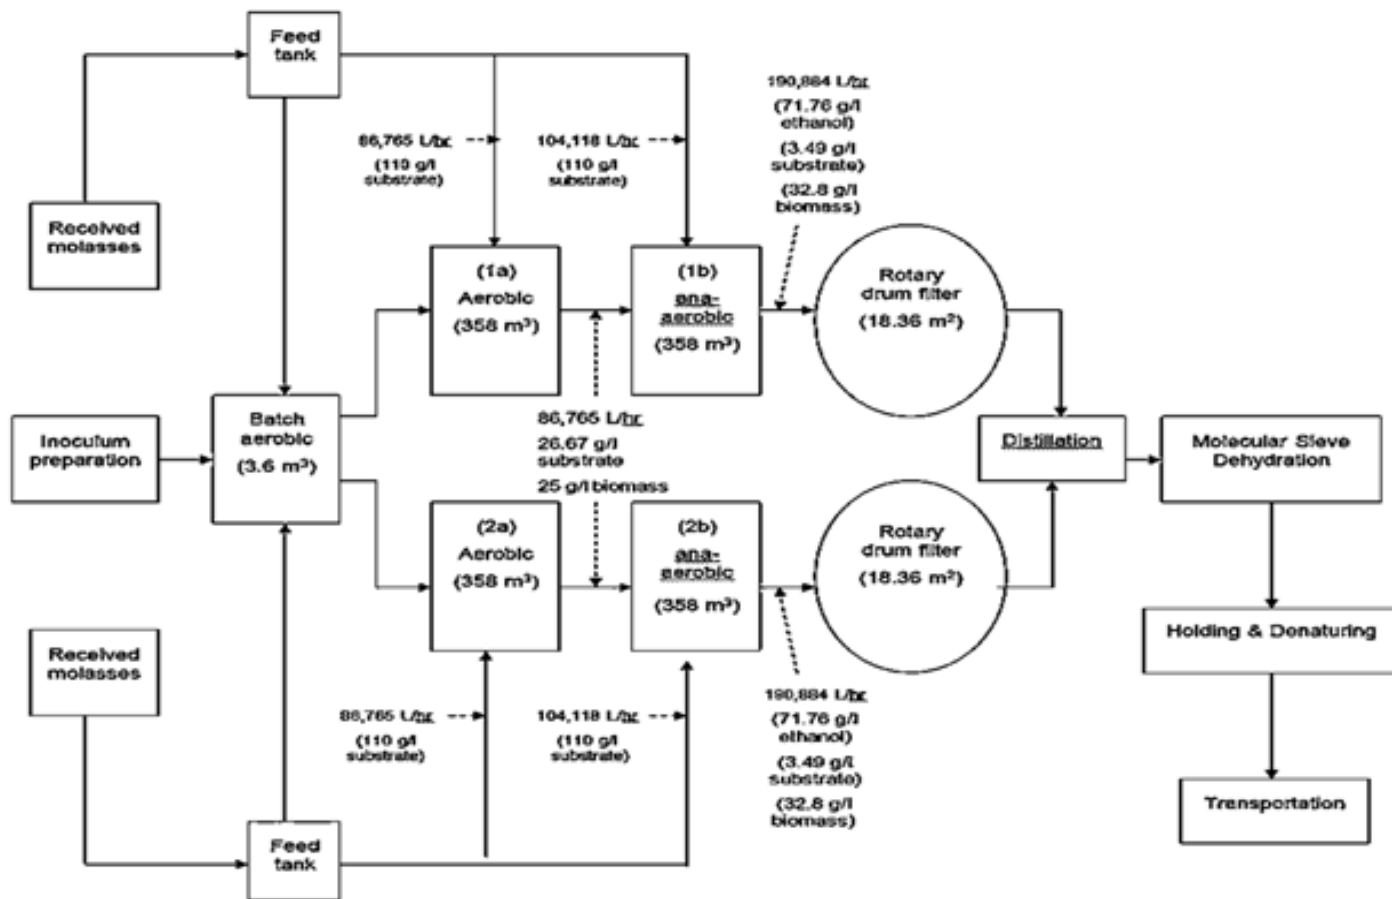 Feed
tank
190,884 L/hr
(71.76 g/l
ethanol)
(3.49 g/l
substrate)
(32.8 g/l
biomass)
86,765 L/hr
(110 g/l
substrate)
104,118 L/hr
(110 g/l
substrate)
Received
molasses
(1a)
Aerobic
(358 m³)
(1b)
ana-
aerobic
(358 m³)
Rotary
drum filter
(18.36 m²)
Inoculum
preparation
Batch
aerobic
(3.6 m³)
86,765 L/hr
26.67 g/l
substrate
25 g/l biomass
Distillation
Molecular Sieve
Dehydration
(2a)
Aerobic
(358 m³)
(2b)
ana-
aerobic
(358 m³)
Rotary
drum filter
(18.36 m²)
Holding & Denaturing
Received
molasses
86,765 L/hr
(110 g/l
substrate)
104,118 L/hr
(110 g/l
substrate)
190,884 L/hr
(71.76 g/l
ethanol)
(3.49 g/l
substrate)
(32.8 g/l
biomass)
Transportation
Feed
tank